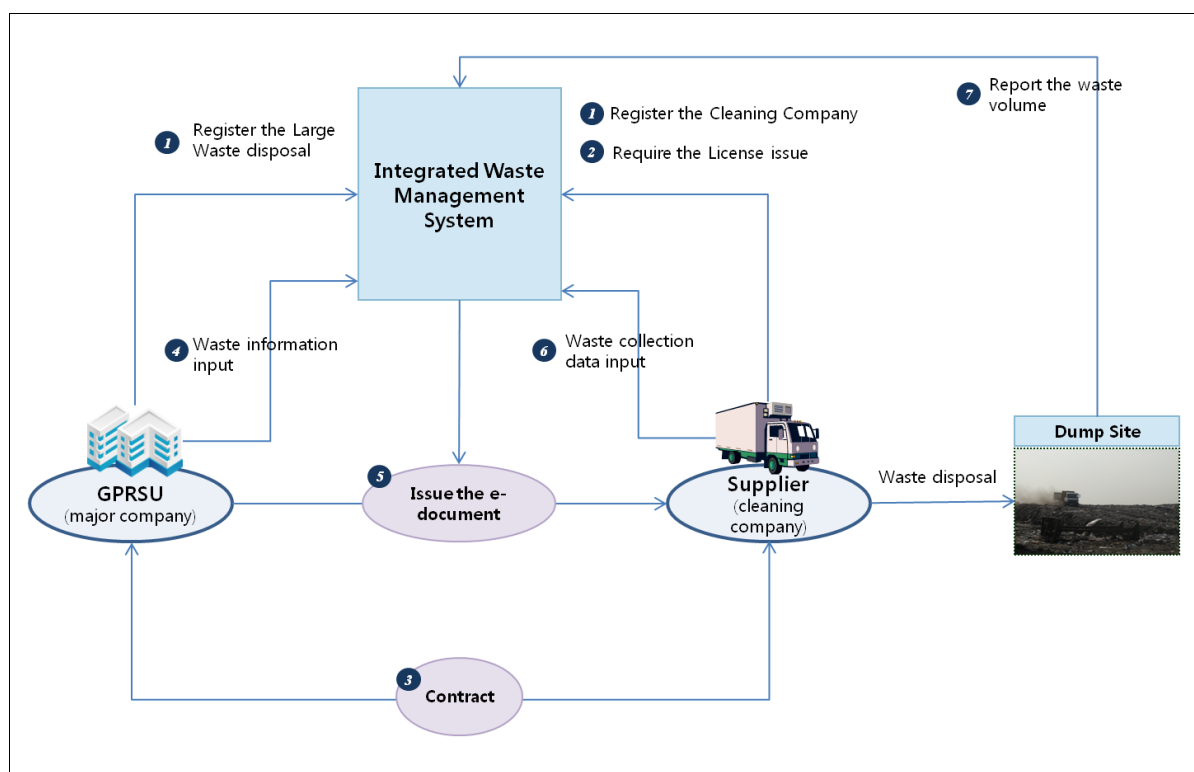 7 Report the waste
volume
1 Register the Large
Waste disposal
1 Register the Cleaning Company
2 Require the License issue
Integrated Waste
Management
System
4 Waste information
input
6 Waste collection
data input
Dump Site
5 Issue the e-
document
GPRSU
(major company)
Supplier
(cleaning
company)
Waste disposal
3 Contract